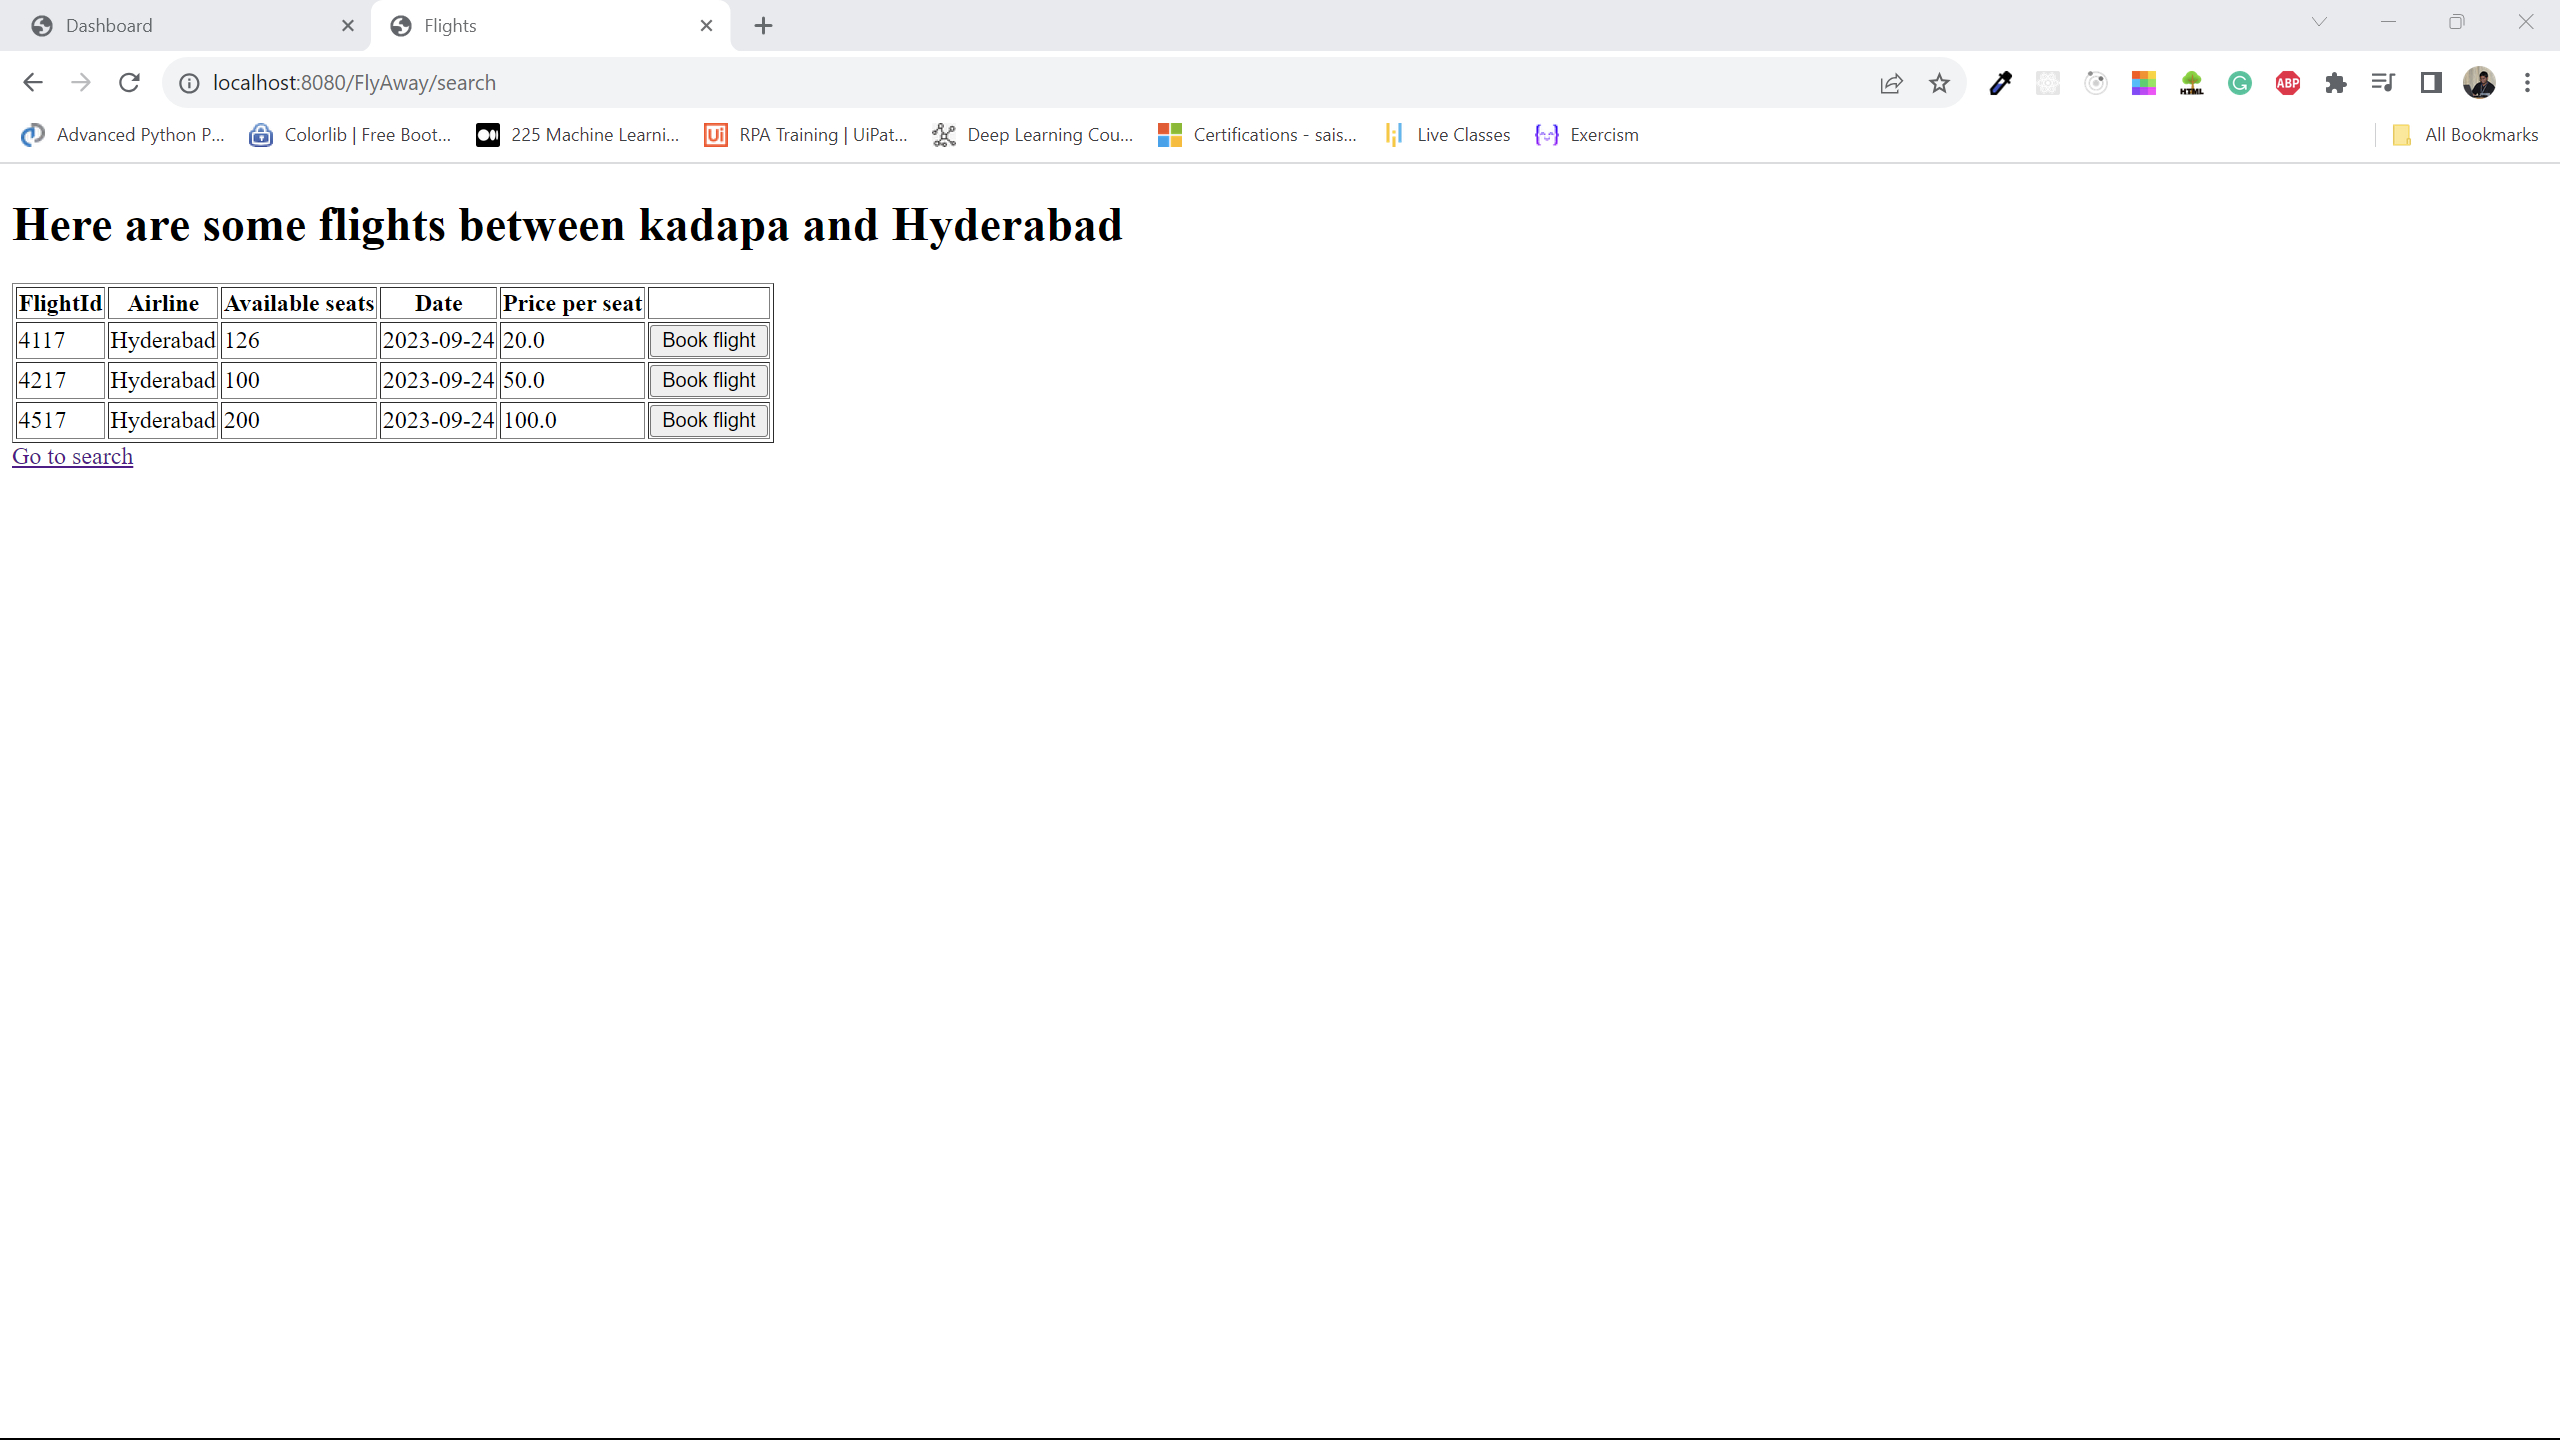 Dashboard
Flights
localhost:8080/FlyAway/search
Advanced Python P... Colorlib | Free Boot... 225 Machine Learni... RPA Training | UiPat... Deep Learning Cou... Certifications - sais... Live Classes Exercism All Bookmarks
Here are some flights between kadapa and Hyderabad
FlightId Airline Available seats Date Price per seat
4117 Hyderabad 126 2023-09-24 20.0 Book flight
4217 Hyderabad 100 2023-09-24 50.0 Book flight
4517 Hyderabad 200 2023-09-24 100.0 Book flight
Go to search
HTML
ABP
Ui